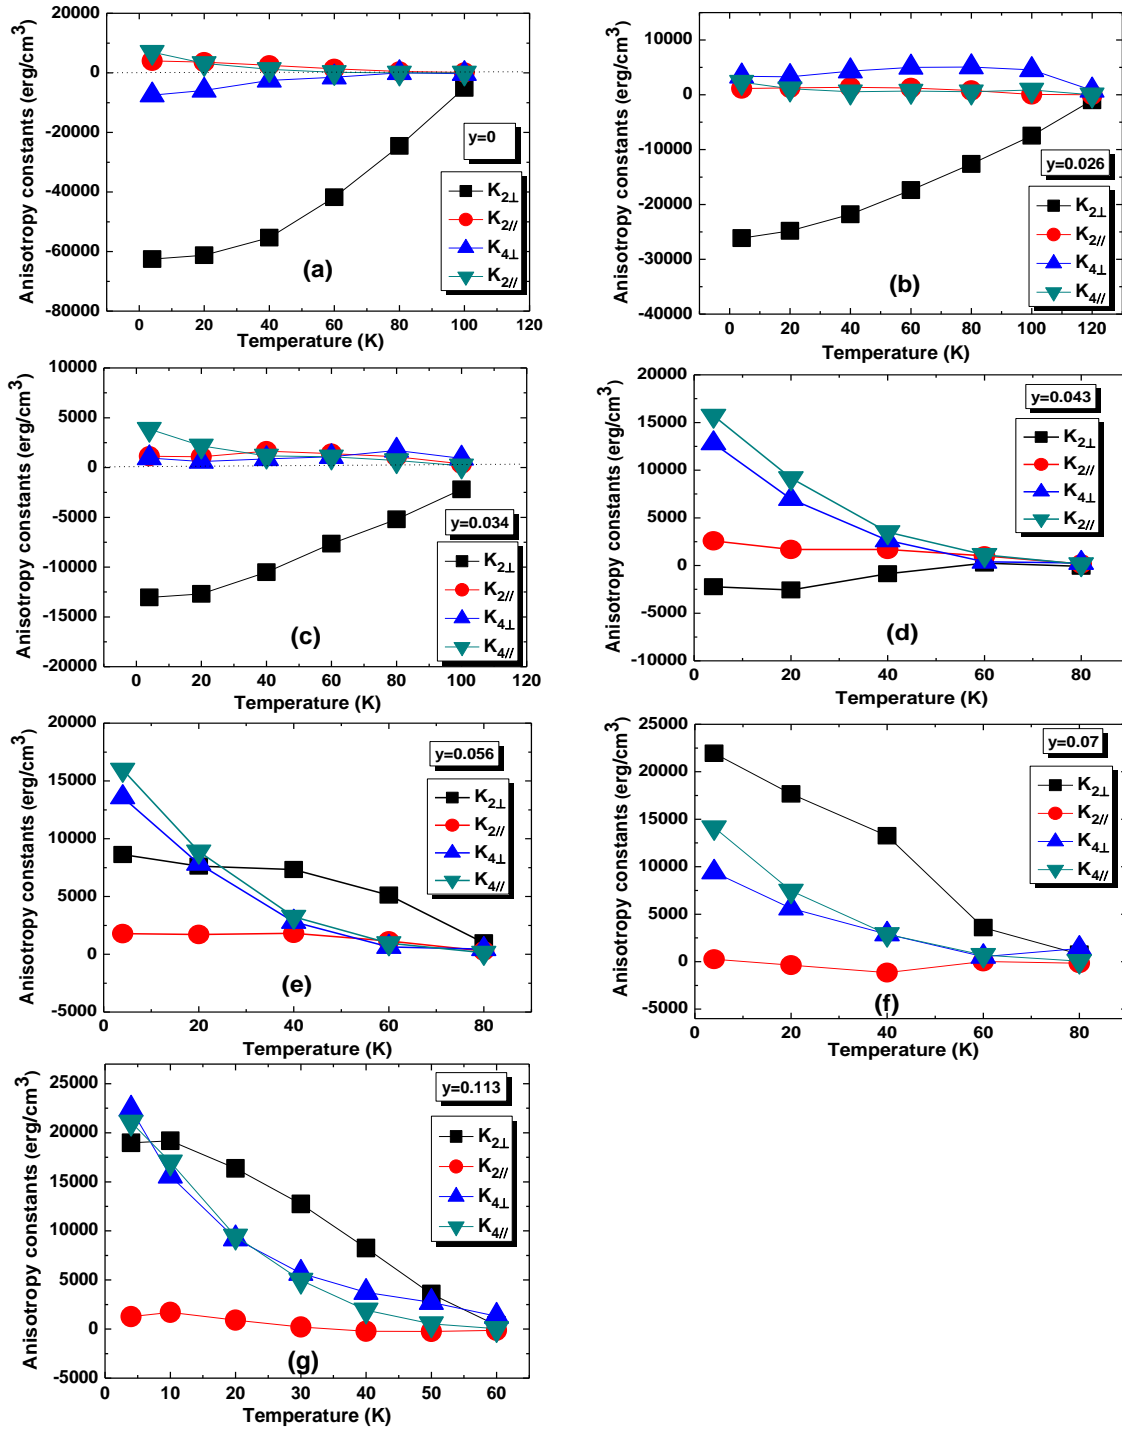 20000
0
-20000
-40000
-60000
-80000
0 20 40 60 80 100 120
Anisotropy constants (erg/cm³)
Temperature (K)
y=0
K2⊥
K2//
K4⊥
K2//
(a)
10000
0
-10000
-20000
-30000
-40000
0 20 40 60 80 100 120
Anisotropy constants (erg/cm³)
Temperature (K)
y=0.026
K2⊥
K2//
K4⊥
K4//
(b)
10000
5000
0
-5000
-10000
-15000
-20000
0 20 40 60 80 100 120
Anisotropy constants (erg/cm³)
Temperature (K)
y=0.034
K2⊥
K2//
K4⊥
K4//
(c)
20000
15000
10000
5000
0
-5000
-10000
0 20 40 60 80
Anisotropy constants (erg/cm³)
Temperature (K)
y=0.043
K2⊥
K2//
K4⊥
K2//
(d)
20000
15000
10000
5000
0
-5000
0 20 40 60 80
Anisotropy constants (erg/cm³)
Temperature (K)
y=0.056
K2⊥
K2//
K4⊥
K4//
(e)
25000
20000
15000
10000
5000
0
-5000
0 20 40 60 80
Anisotropy constants (erg/cm³)
Temperature (K)
y=0.07
K2⊥
K2//
K4⊥
K4//
(f)
25000
20000
15000
10000
5000
0
-5000
0 10 20 30 40 50 60
Anisotropy constants (erg/cm³)
Temperature (K)
y=0.113
K2⊥
K2//
K4⊥
K4//
(g)